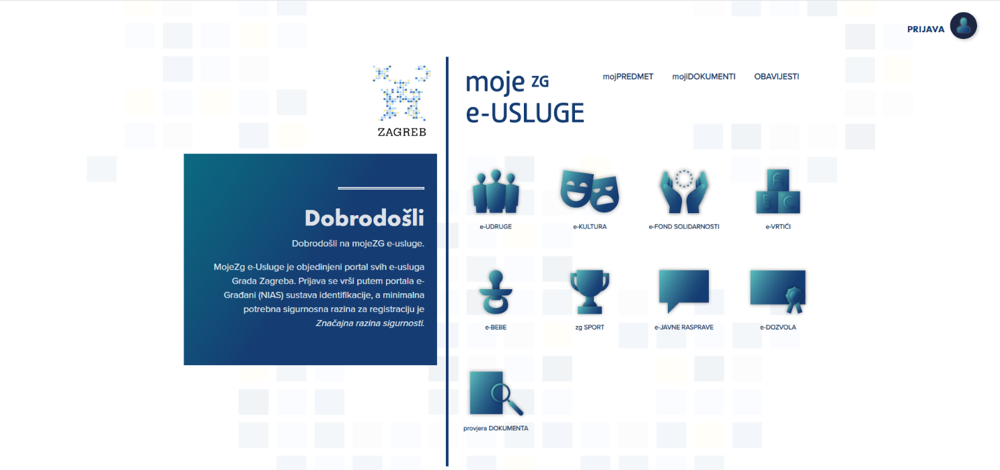 PRIJAVA
ZAGREB
moje ZG
e-USLUGE
mojPREDMET
mojiDOKUMENTI
OBAVIJESTI
Dobrodošli
Dobrodošli na mojeZG e-usluge.
MojeZg e-Usluge je objedinjeni portal svih e-usluga
Grada Zagreba. Prijava se vrši putem portala e-
Građani (NIAS) sustava identifikacije, a minimalna
potrebna sigurnosna razina za registraciju je
Značajna razina sigurnosti.
e-UDRUGE
e-KULTURA
e-FOND SOLIDARNOSTI
A
B C
e-VRTIĆI
e-BEBE
zg SPORT
e-JAVNE RASPRAVE
e-DOZVOLA
provjera DOKUMENTA